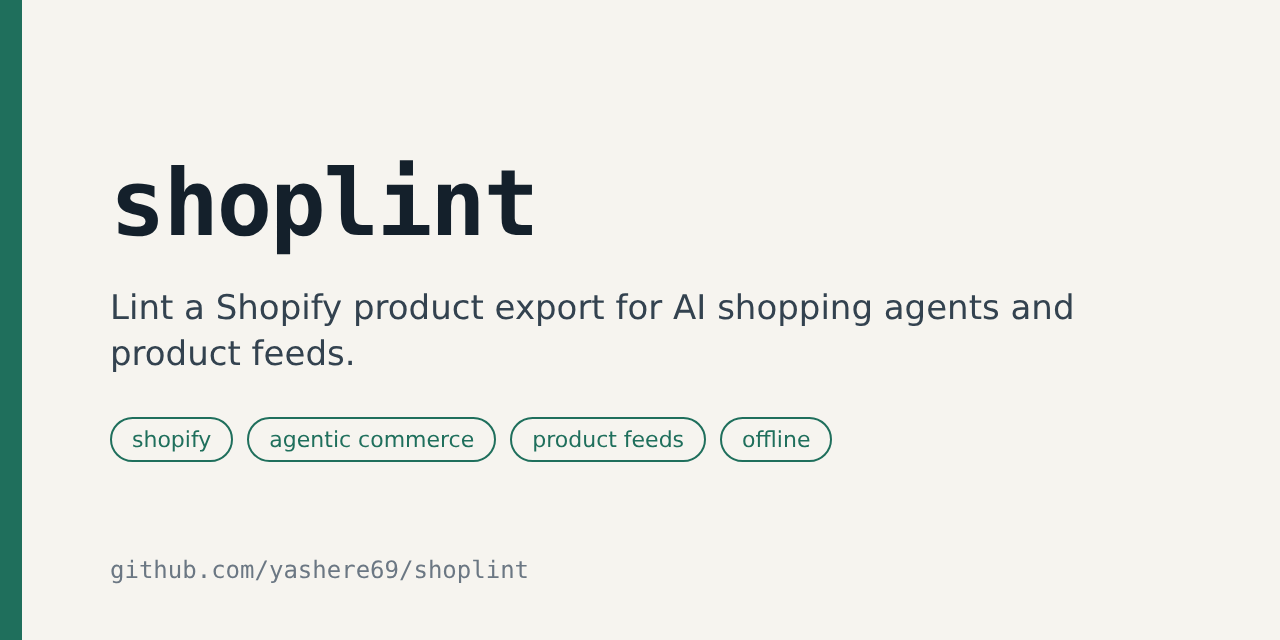 shoplint
Lint a Shopify product export for AI shopping agents and
product feeds.
shopify
agentic commerce
product feeds
offline
github.com/yashere69/shoplint